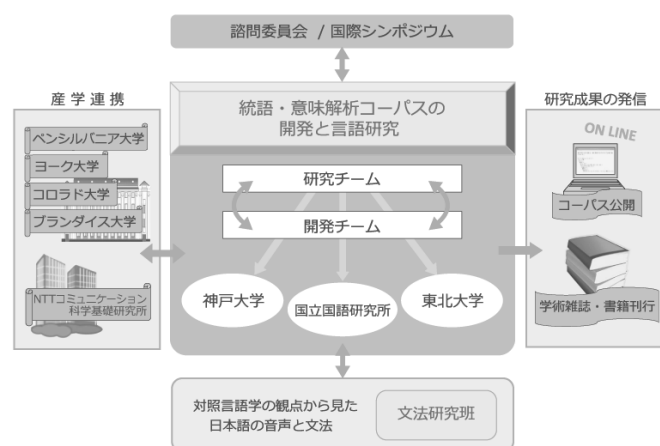 諮問委員会 / 国際シンポジウム
産学連携
ペンシルバニア大学
ヨーク大学
コロラド大学
ブランダイス大学
NTTコミュニケーション
科学基礎研究所
統語・意味解析コーパスの
開発と言語研究
研究チーム
開発チーム
神戸大学
国立国語研究所
東北大学
研究成果の発信
ON LINE
コーパス公開
学術雑誌・書籍刊行
対照言語学の観点から見た
日本語の音声と文法
文法研究班